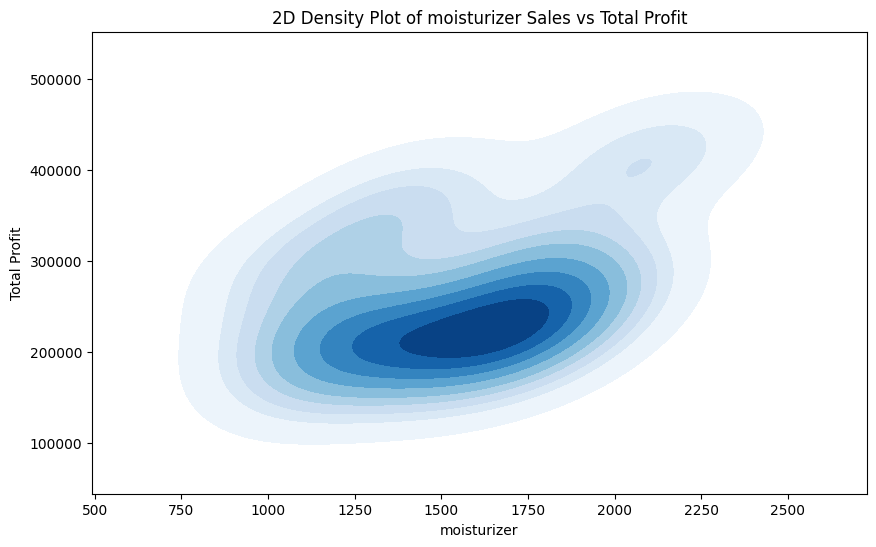 2D Density Plot of moisturizer Sales vs Total Profit
Total Profit
500000
400000
300000
200000
100000
500 750 1000 1250 1500 1750 2000 2250 2500
moisturizer